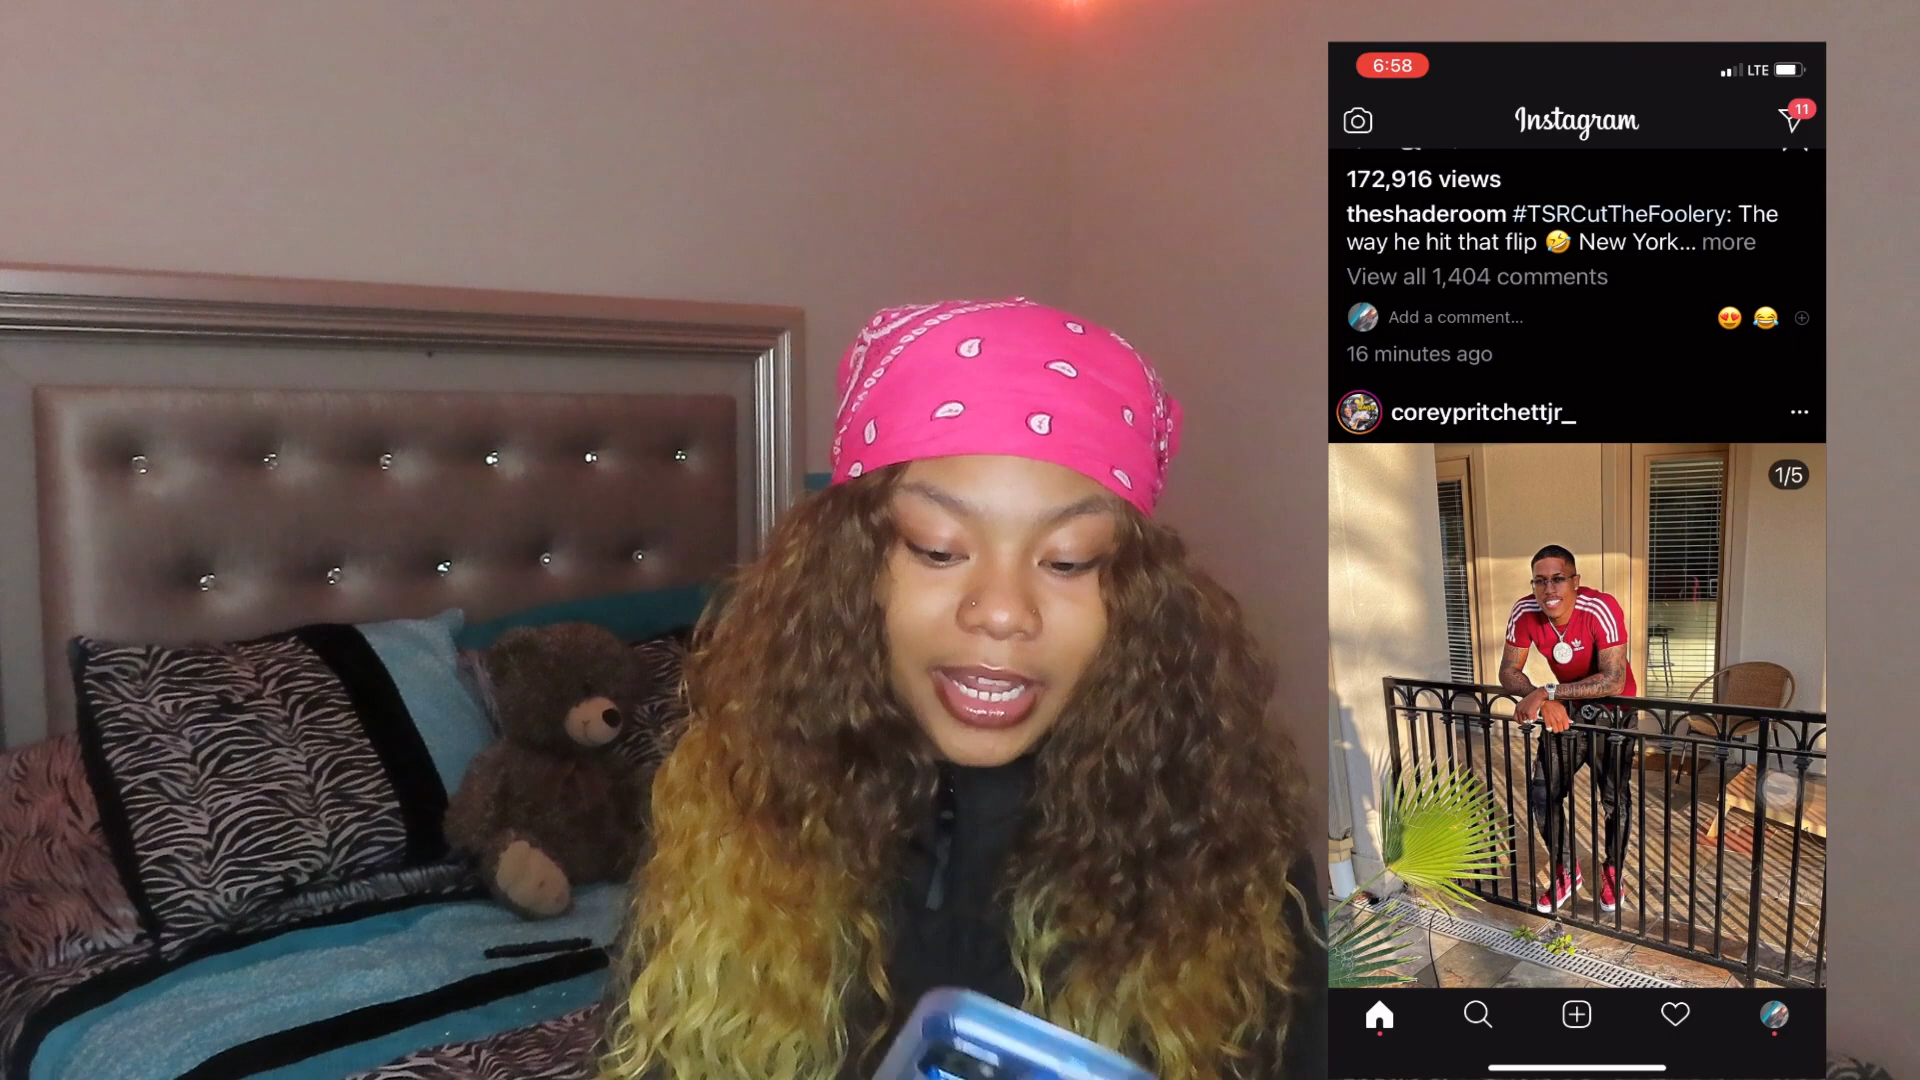 6:58
LTE
Instagram
11
172,916 views
theshaderoom #TSRCutTheFoolery: The
way he hit that flip 🤣 New York... more
View all 1,404 comments
Add a comment...
16 minutes ago
coreypritchettjr_
1/5